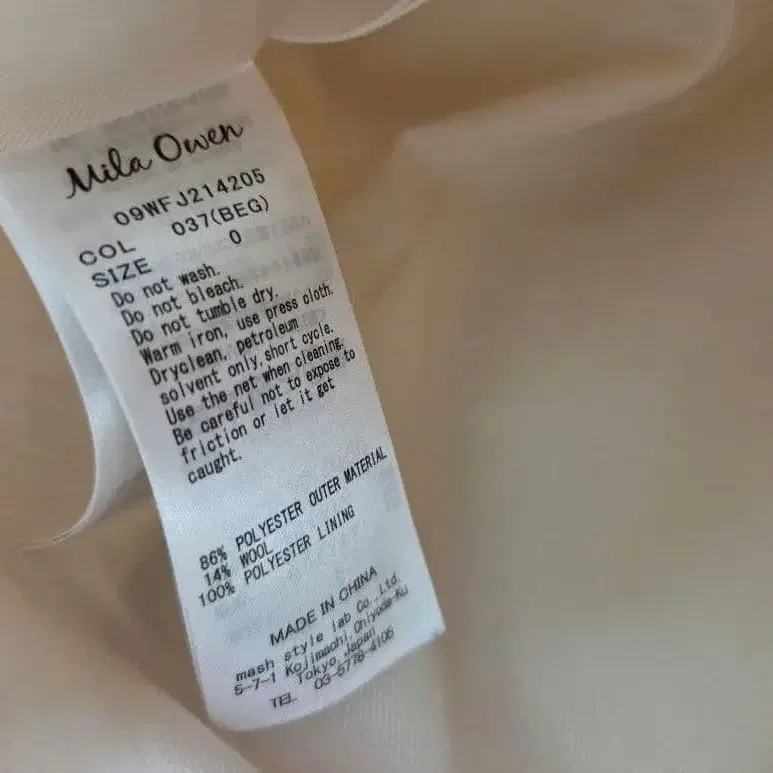 Mila Owen
09WFJ214205
COL 037(BEG)
SIZE 0
Do not wash.
Do not bleach.
Do not tumble dry.
Warm iron, use press cloth.
Dryclean, petroleum
solvent only,short cycle.
Use the net when cleaning.
Be careful not to expose to
friction or let it get
caught.
86% POLYESTER OUTER MATERIAL
14% WOOL
100% POLYESTER LINING
MADE IN CHINA
mash style lab Co.,Ltd.
5-7-1 Kojimachi,Chiyoda-Ku
Tokyo,Japan
TEL 03-5778-4106